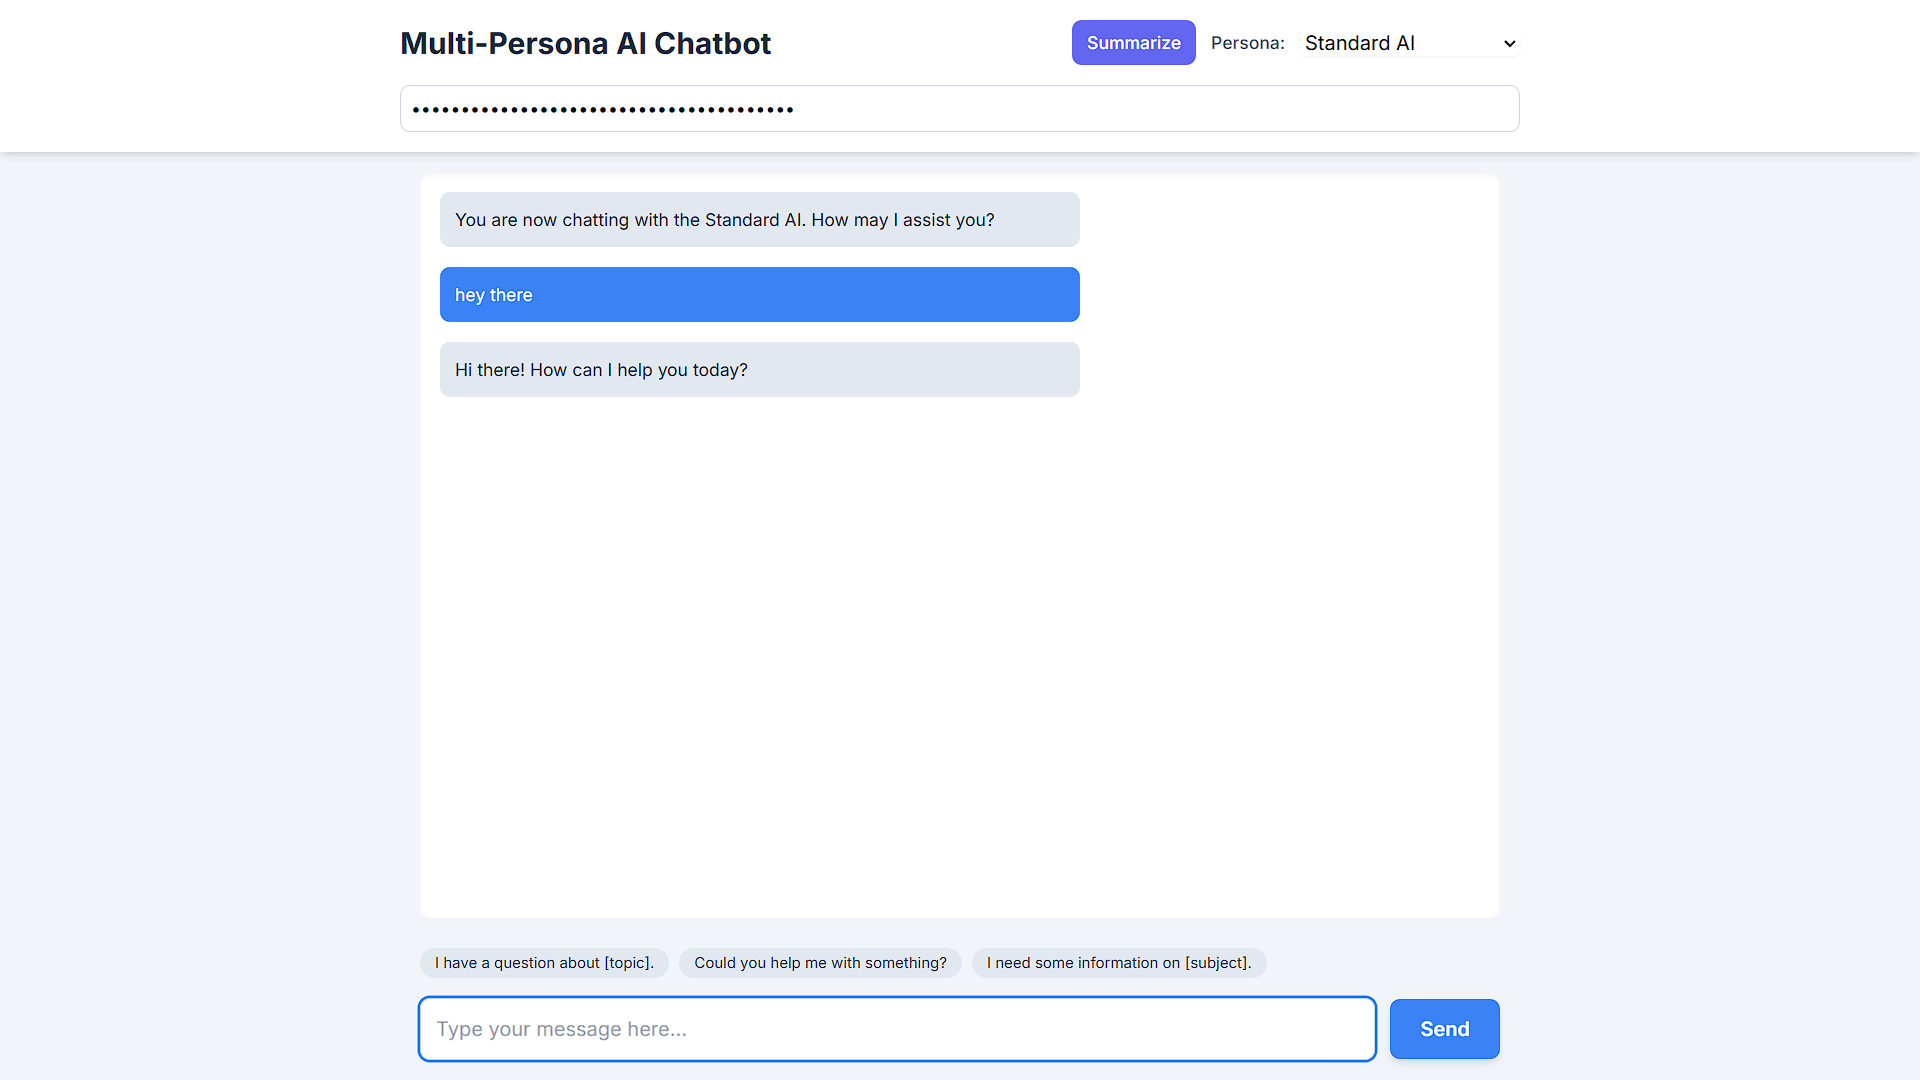 Multi-Persona AI Chatbot
Summarize
Persona:
Standard AI
•••••••••••••••••••••••••••••••••••••••
You are now chatting with the Standard AI. How may I assist you?
hey there
Hi there! How can I help you today?
I have a question about [topic].
Could you help me with something?
I need some information on [subject].
Type your message here...
Send